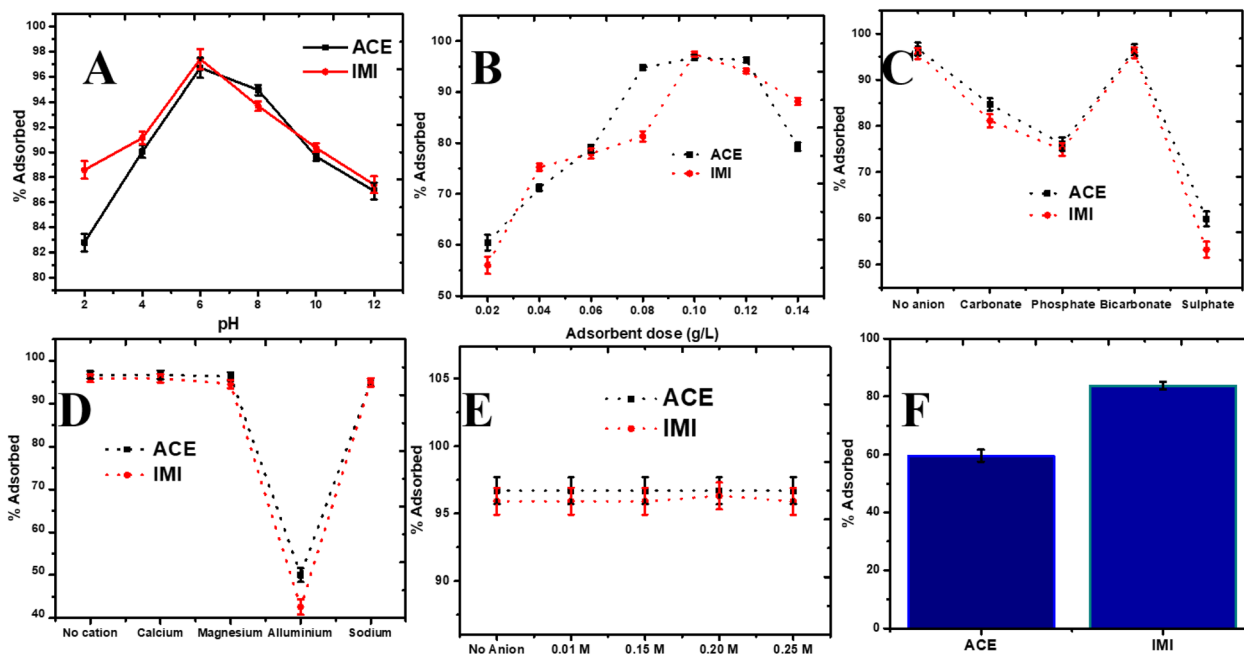 A
ACE
IMI
% Adsorbed
98
96
94
92
90
88
86
84
82
80
2 4 6 8 10 12
pH
B
ACE
IMI
% Adsorbed
100
90
80
70
60
50
0.02 0.04 0.06 0.08 0.10 0.12 0.14
Adsorbent dose (g/L)
C
ACE
IMI
% Adsorbed
100
90
80
70
60
50
No anion Carbonate Phosphate Bicarbonate Sulphate
D
ACE
IMI
% Adsorbed
100
90
80
70
60
50
40
No cation Calcium Magnesium Alluminium Sodium
E
ACE
IMI
% Adsorbed
105
100
95
90
No Anion 0.01 M 0.15 M 0.20 M 0.25 M
F
% Adsorbed
100
80
60
40
20
0
ACE IMI